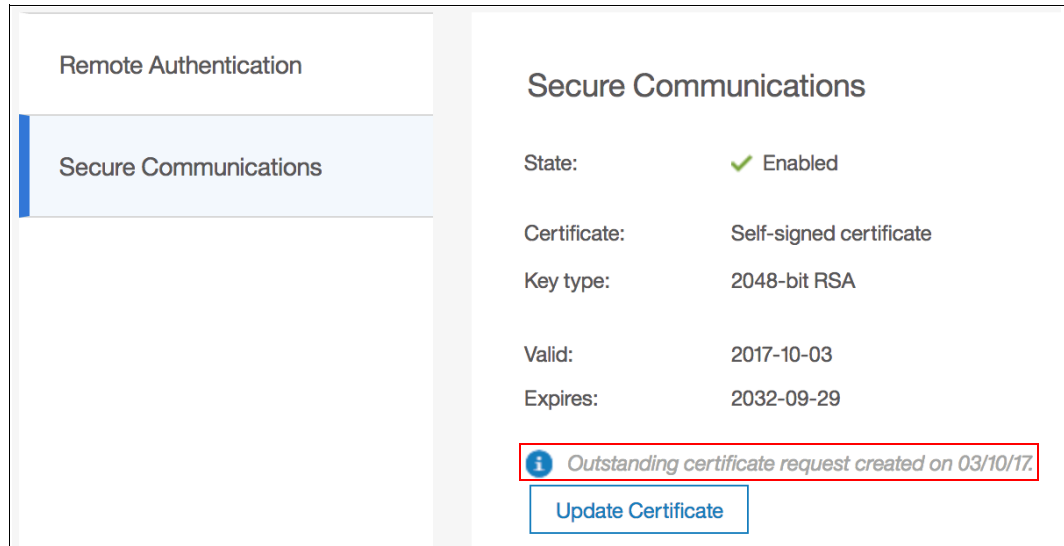 Remote Authentication
Secure Communications
Secure Communications
State: Enabled
Certificate: Self-signed certificate
Key type: 2048-bit RSA
Valid: 2017-10-03
Expires: 2032-09-29
Outstanding certificate request created on 03/10/17.
Update Certificate